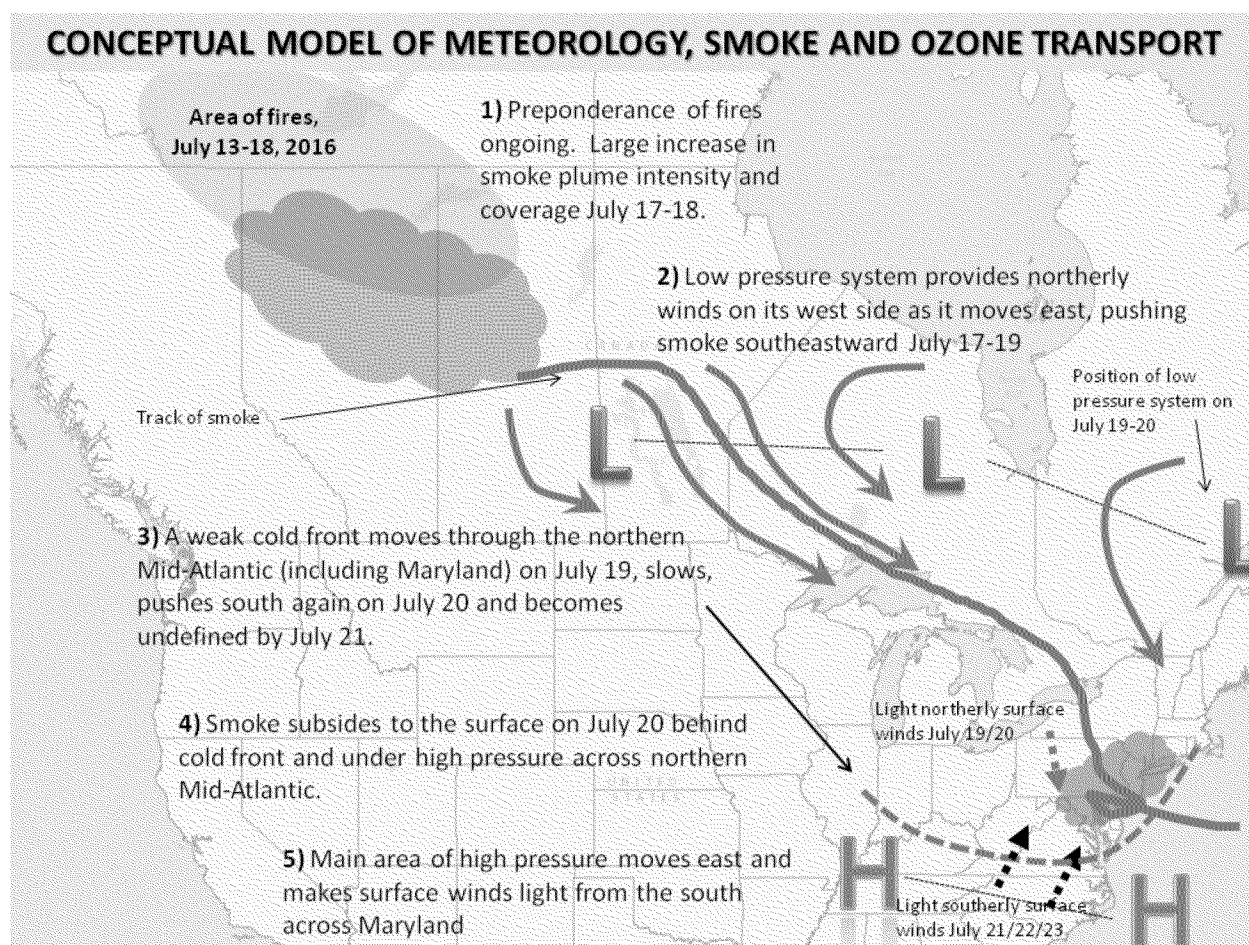 CONCEPTUAL MODEL OF METEOROLOGY, SMOKE AND OZONE TRANSPORT
Area of fires,
July 13-18, 2016
1) Preponderance of fires
ongoing. Large increase in
smoke plume intensity and
coverage July 17-18.
2) Low pressure system provides northerly
winds on its west side as it moves east, pushing
smoke southeastward July 17-19
Position of low
pressure system on
July 19-20
Track of smoke
L
L
L
3) A weak cold front moves through the northern
Mid-Atlantic (including Maryland) on July 19, slows,
pushes south again on July 20 and becomes
undefined by July 21.
Light northerly surface
winds July 19/20
4) Smoke subsides to the surface on July 20 behind
cold front and under high pressure across northern
Mid-Atlantic.
UNITED
STATES
5) Main area of high pressure moves east and
makes surface winds light from the south
across Maryland
H
H
Light southerly surface
winds July 21/22/23